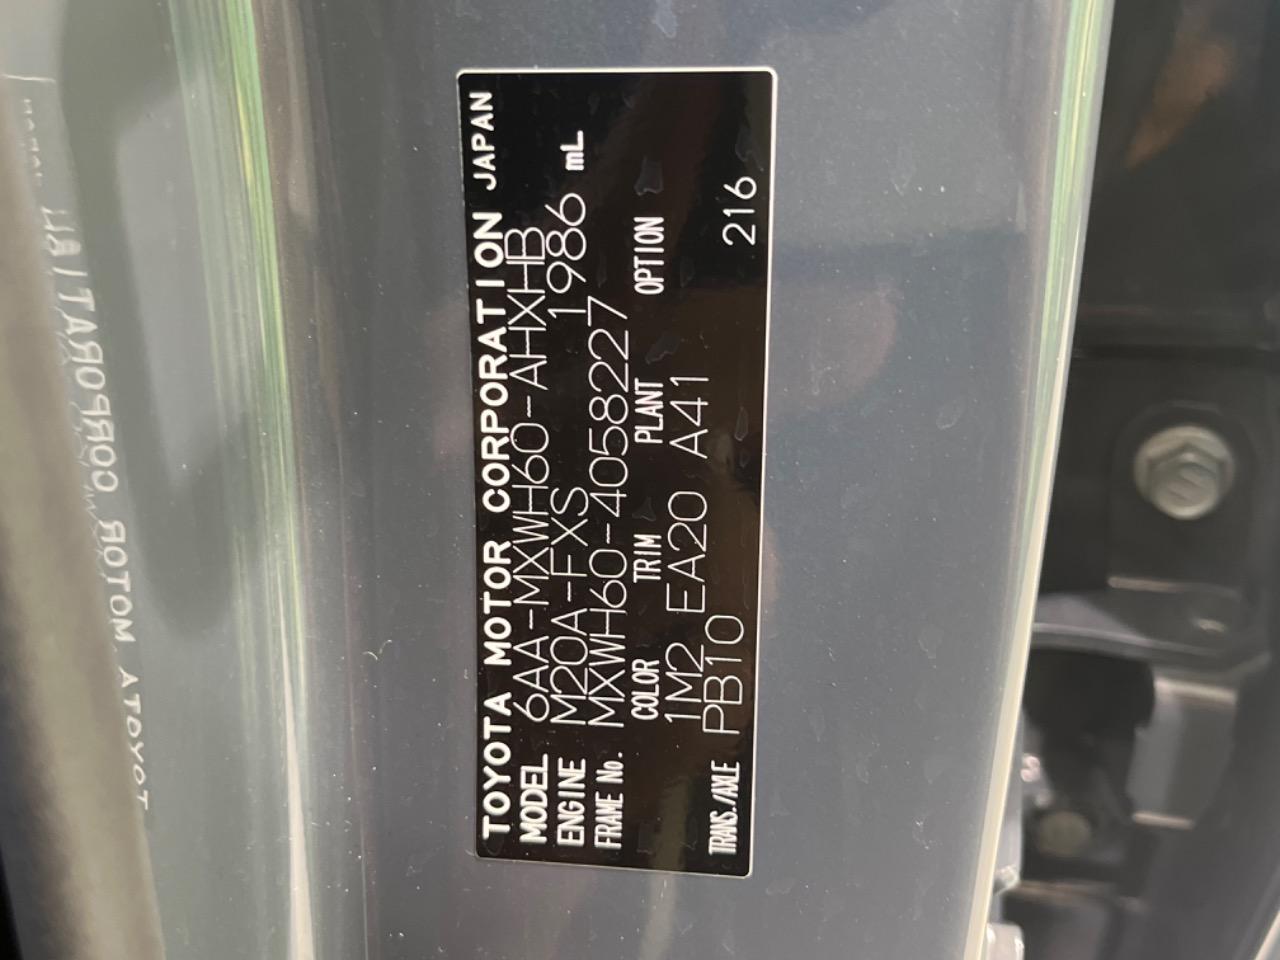 TOYOTA MOTOR CORPORATION JAPAN
MODEL 6AA-MXWH60-AHXHB
ENGINE M20A-FXS 1986 mL
FRAME No. MXWH60-4058227
COLOR TRIM PLANT OPTION
1M2 EA20 A41
TRANS./AXLE PB10 216